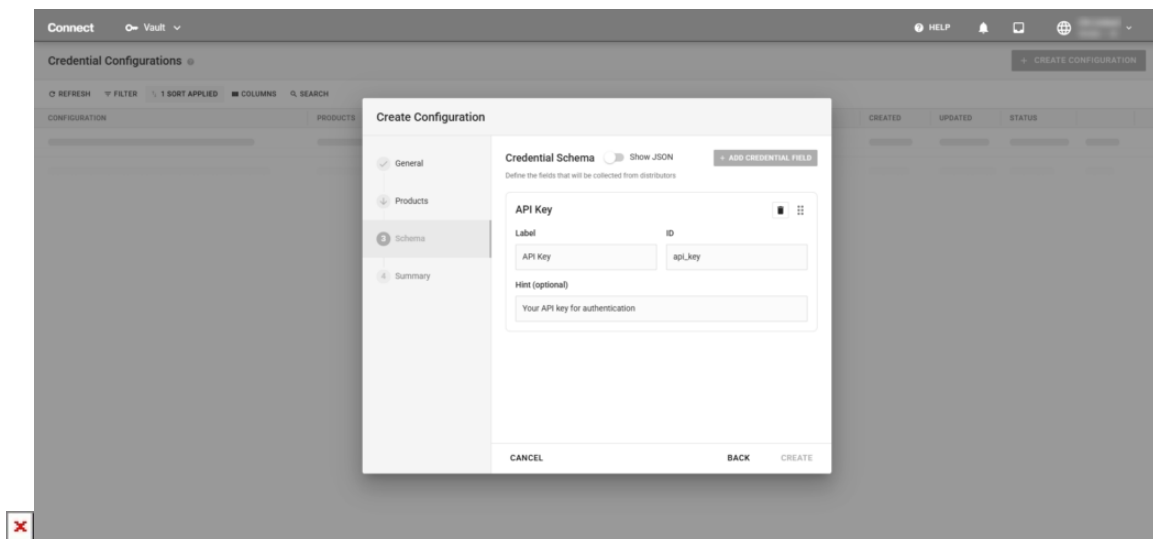 Connect Vault HELP
Credential Configurations + CREATE CONFIGURATION
REFRESH FILTER 1 SORT APPLIED COLUMNS SEARCH
CONFIGURATION PRODUCTS CREATED UPDATED STATUS
Create Configuration
General
Products
3 Schema
4 Summary
Credential Schema Show JSON + ADD CREDENTIAL FIELD
Define the fields that will be collected from distributors
API Key
Label ID
API Key api_key
Hint (optional)
Your API key for authentication
CANCEL BACK CREATE